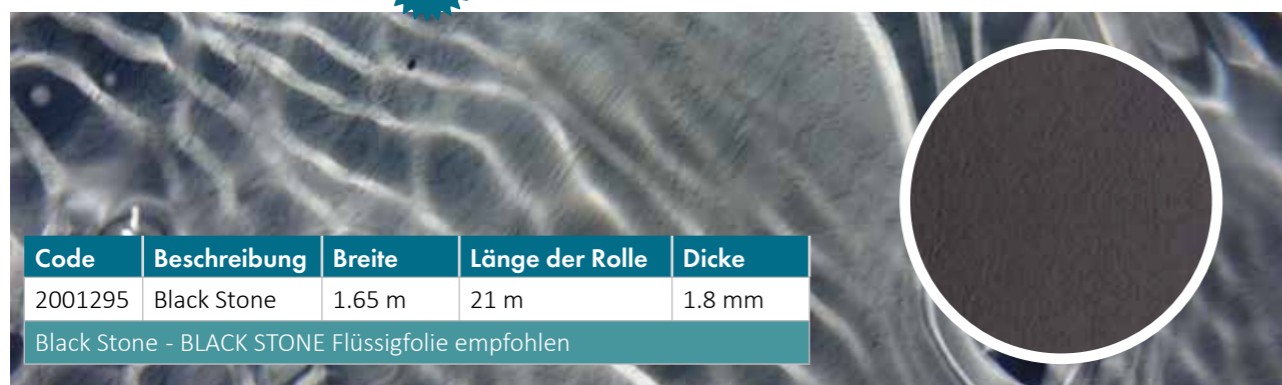 Code Beschreibung Breite Länge der Rolle Dicke
2001295 Black Stone 1.65 m 21 m 1.8 mm
Black Stone - BLACK STONE Flüssigfolie empfohlen